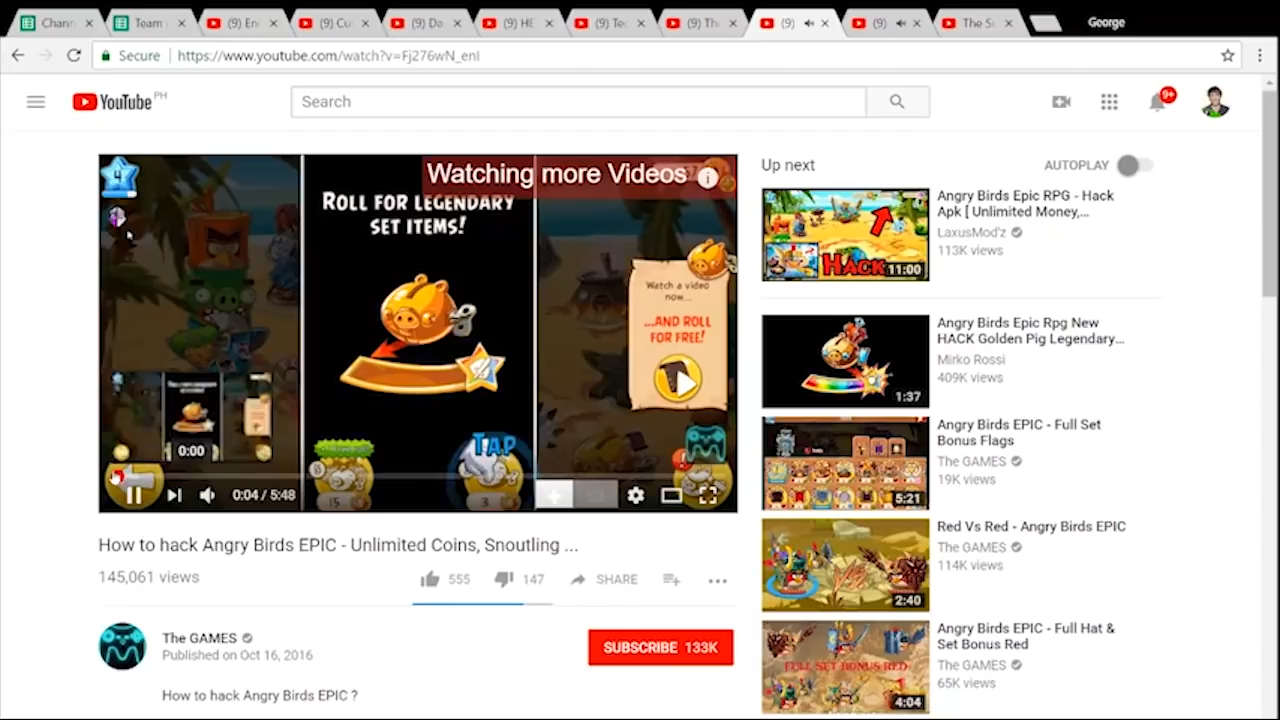 Chann
Team
(9) En
(9) Cu
(9) Da
(9) HE
(9) Tec
(9) Th
(9)
(9)
The S
George
Secure
https://www.youtube.com/watch?v=Fj276wN_enI
YouTube PH
Search
9+
Watching more Videos
4
ROLL FOR LEGENDARY
SET ITEMS!
Watch a video
now...
...AND ROLL
FOR FREE!
TAP
15
3
0:00
0:04 / 5:48
Up next
AUTOPLAY
Angry Birds Epic RPG - Hack
Apk [ Unlimited Money,...
LaxusMod'z
113K views
HACK
11:00
Angry Birds Epic Rpg New
HACK Golden Pig Legendary...
Mirko Rossi
409K views
1:37
Angry Birds EPIC - Full Set
Bonus Flags
The GAMES
19K views
5:21
Red Vs Red - Angry Birds EPIC
The GAMES
114K views
VS
2:40
Angry Birds EPIC - Full Hat &
Set Bonus Red
The GAMES
65K views
FULL SET BONUS RED
4:04
How to hack Angry Birds EPIC - Unlimited Coins, Snoutling ...
145,061 views
555
147
SHARE
The GAMES
Published on Oct 16, 2016
SUBSCRIBE 133K
How to hack Angry Birds EPIC ?